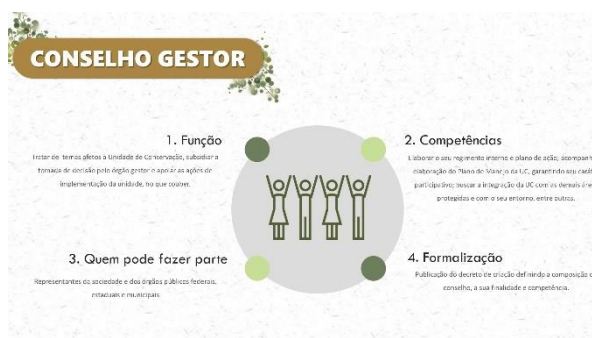 CONSELHO GESTOR
1. Função
Tratar de temas afetos a Unidade de Conservação, subsidiar a
tomada de decisão pelo órgão gestor e apoiar as ações de
implementação da unidade, no que couber.
2. Competências
Elaborar o seu regimento interno e plano de ação; acompanh
elaboração do Plano de Manejo da UC, garantindo seu cará
participativo; buscar a integração da UC com as demais áre
protegidas e com o seu entorno, entre outras.
3. Quem pode fazer parte
Representantes da sociedade e dos órgãos públicos federais,
estaduais e municipais.
4. Formalização
Publicação do decreto de criação definindo a composição d
conselho, a sua finalidade e competência.